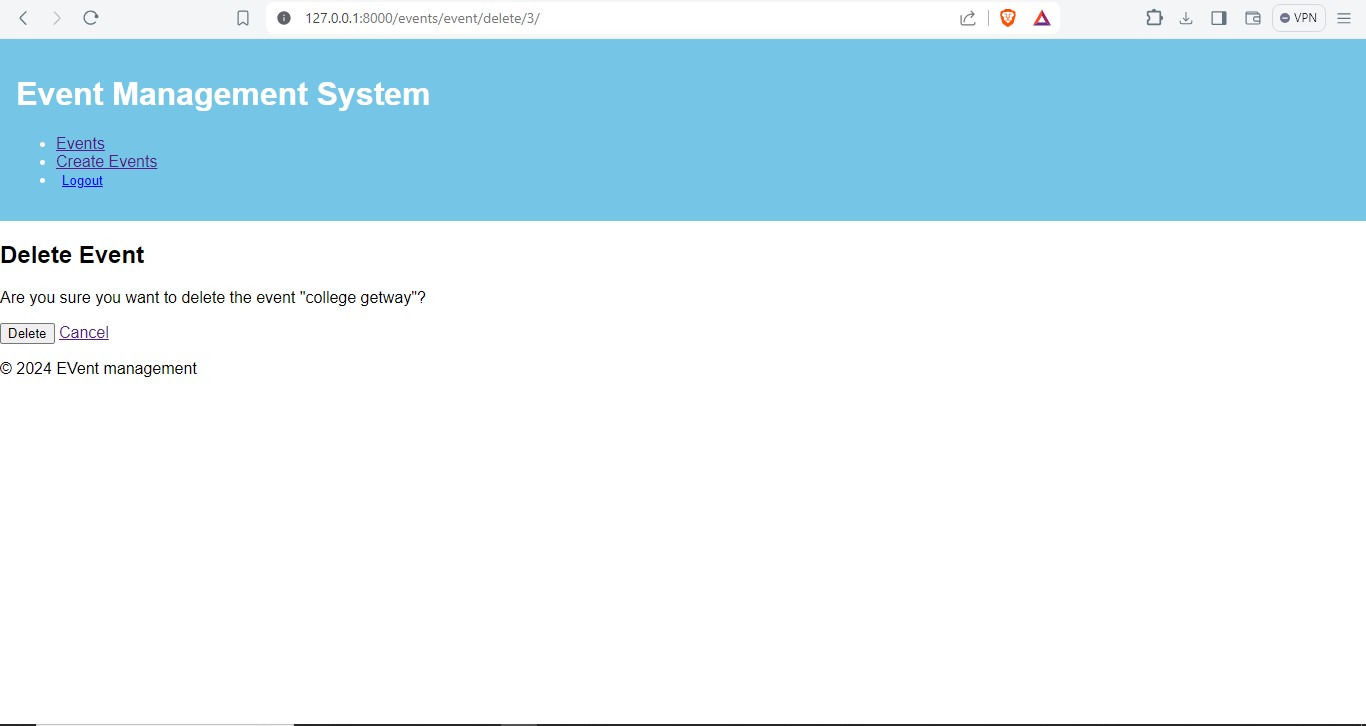 127.0.0.1:8000/events/event/delete/3/
VPN
Event Management System
Events
Create Events
Logout
Delete Event
Are you sure you want to delete the event "college getway"?
Delete Cancel
© 2024 EVent management